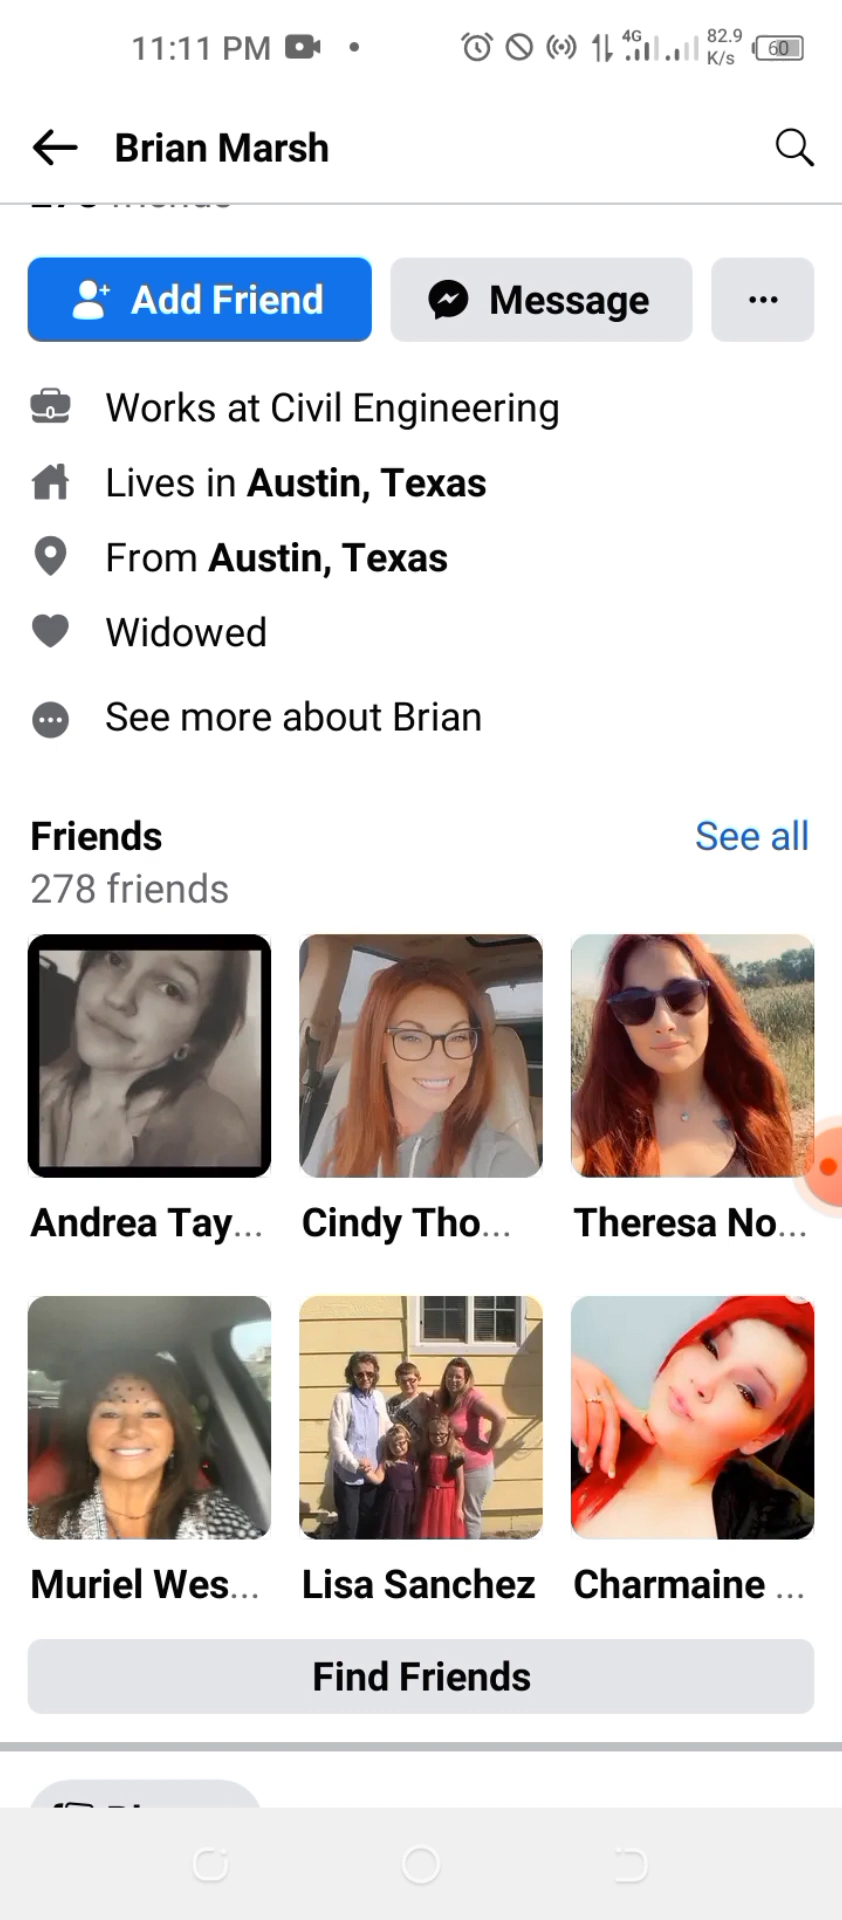 11:11 PM
4G
82.9
K/s
60
Brian Marsh
Add Friend
Message
Works at Civil Engineering
Lives in Austin, Texas
From Austin, Texas
Widowed
See more about Brian
Friends
See all
278 friends
Andrea Tay...
Cindy Tho...
Theresa No...
Muriel Wes...
Lisa Sanchez
Charmaine ...
Find Friends